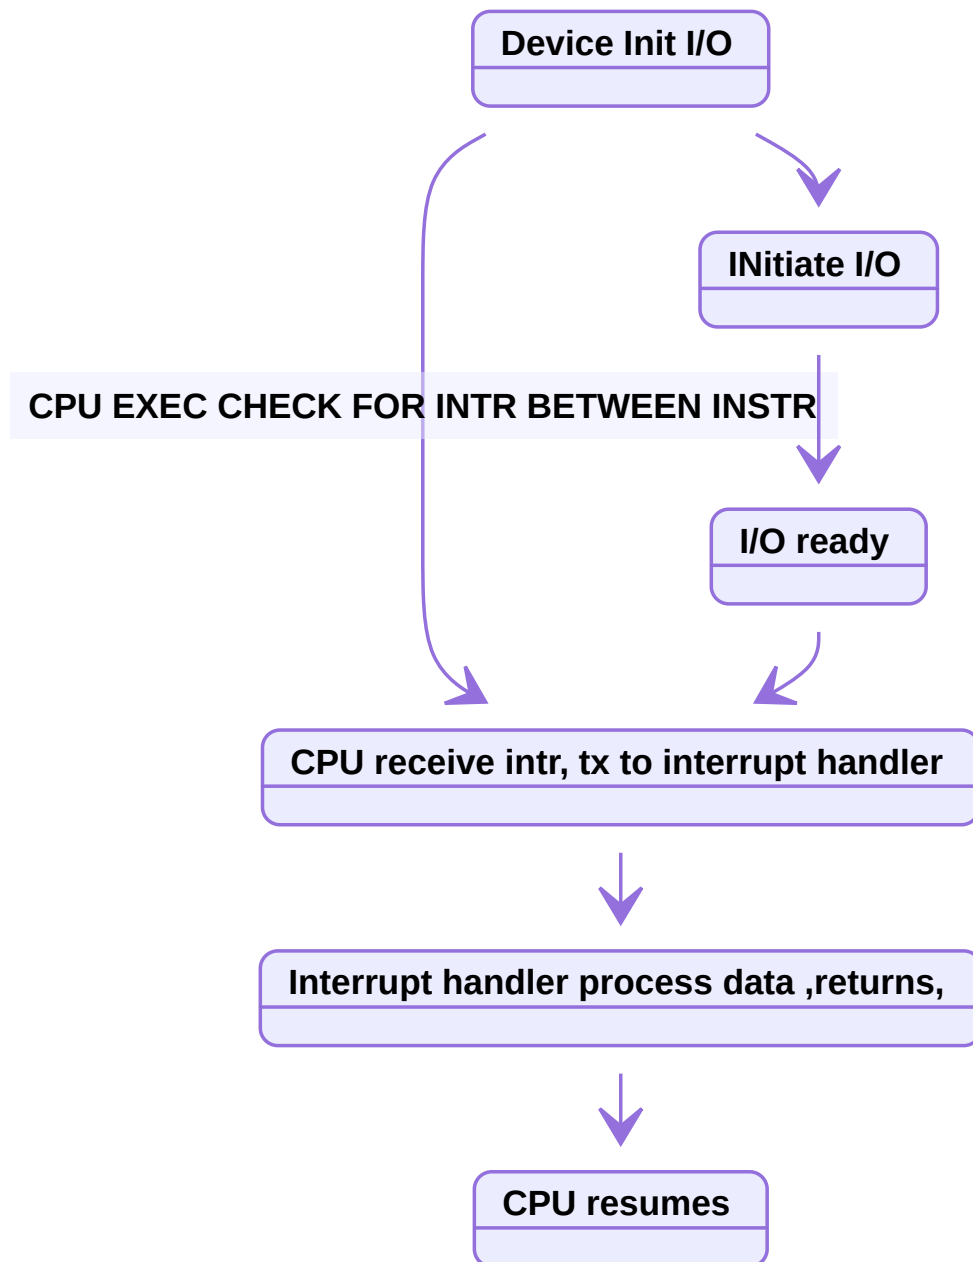 Device Init I/O
INitiate I/O
CPU EXEC CHECK FOR INTR BETWEEN INSTR
I/O ready
CPU receive intr, tx to interrupt handler
Interrupt handler process data ,returns,
CPU resumes